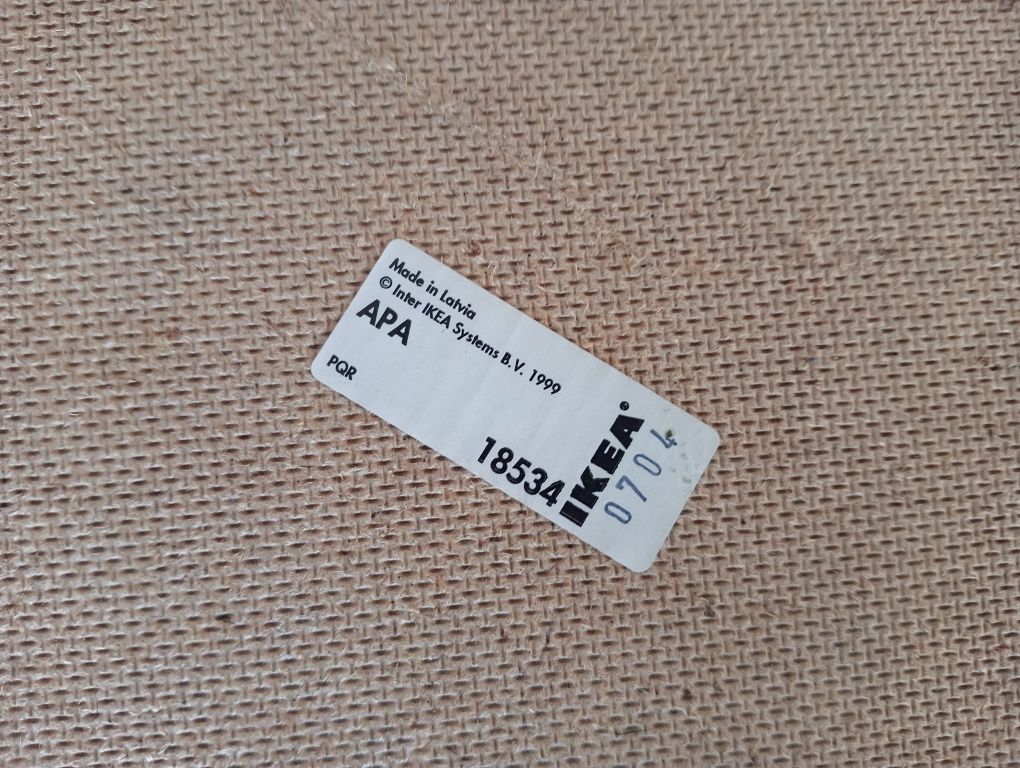 Made in Latvia
© Inter IKEA Systems B.V. 1999
APA
PQR
18534
IKEA®
0704